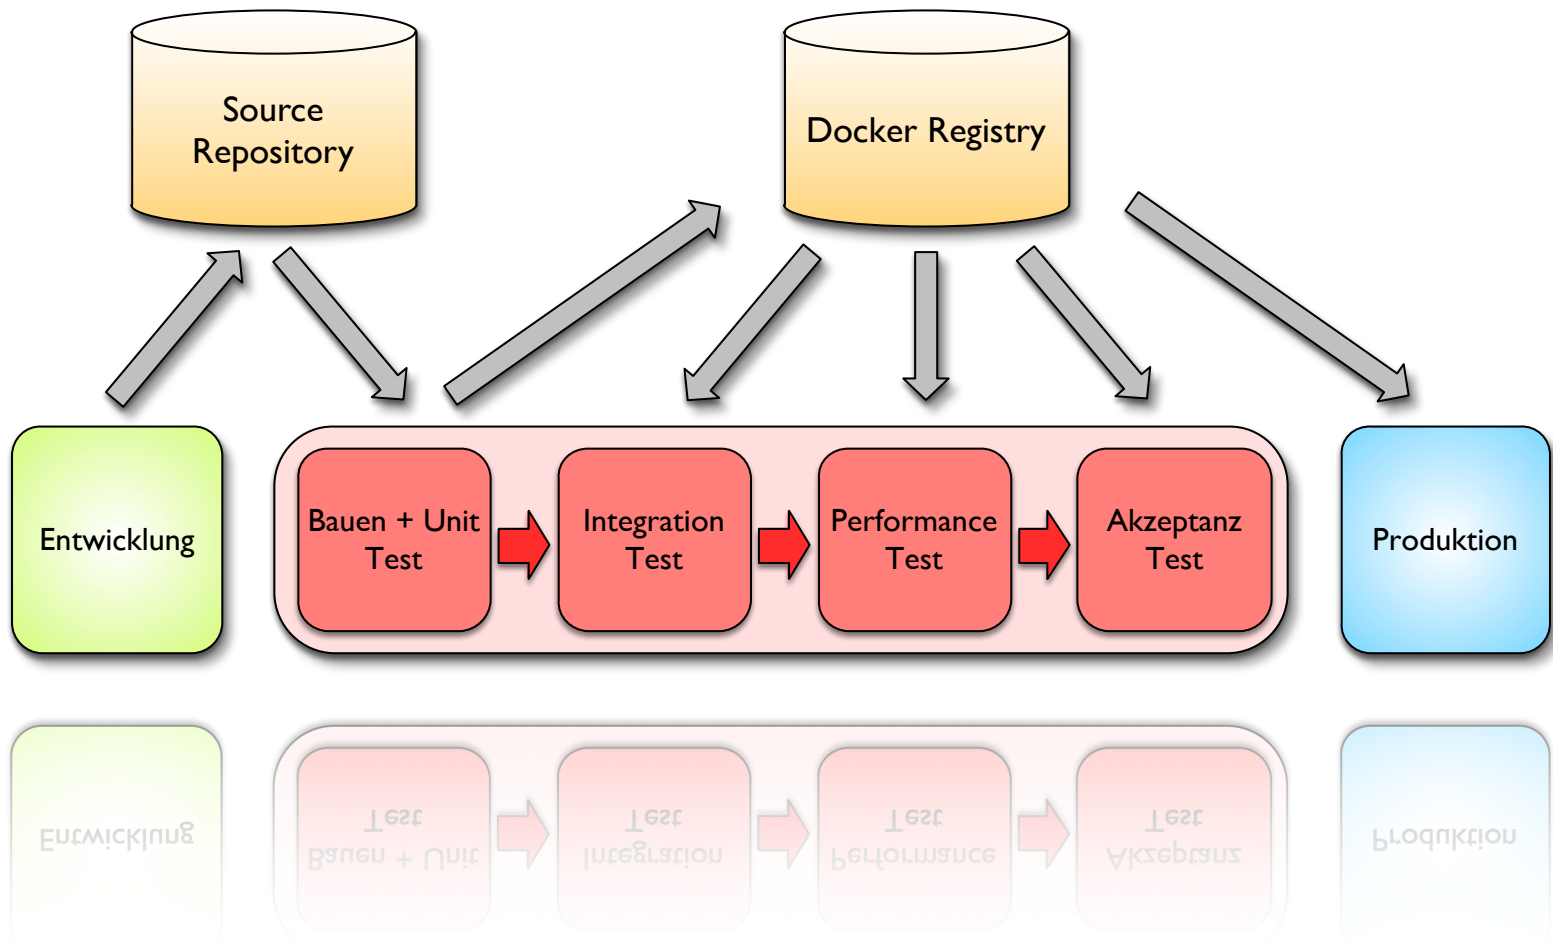 Source
Repository
Docker Registry
Entwicklung
Bauen + Unit
Test
Integration
Test
Performance
Test
Akzeptanz
Test
Produktion